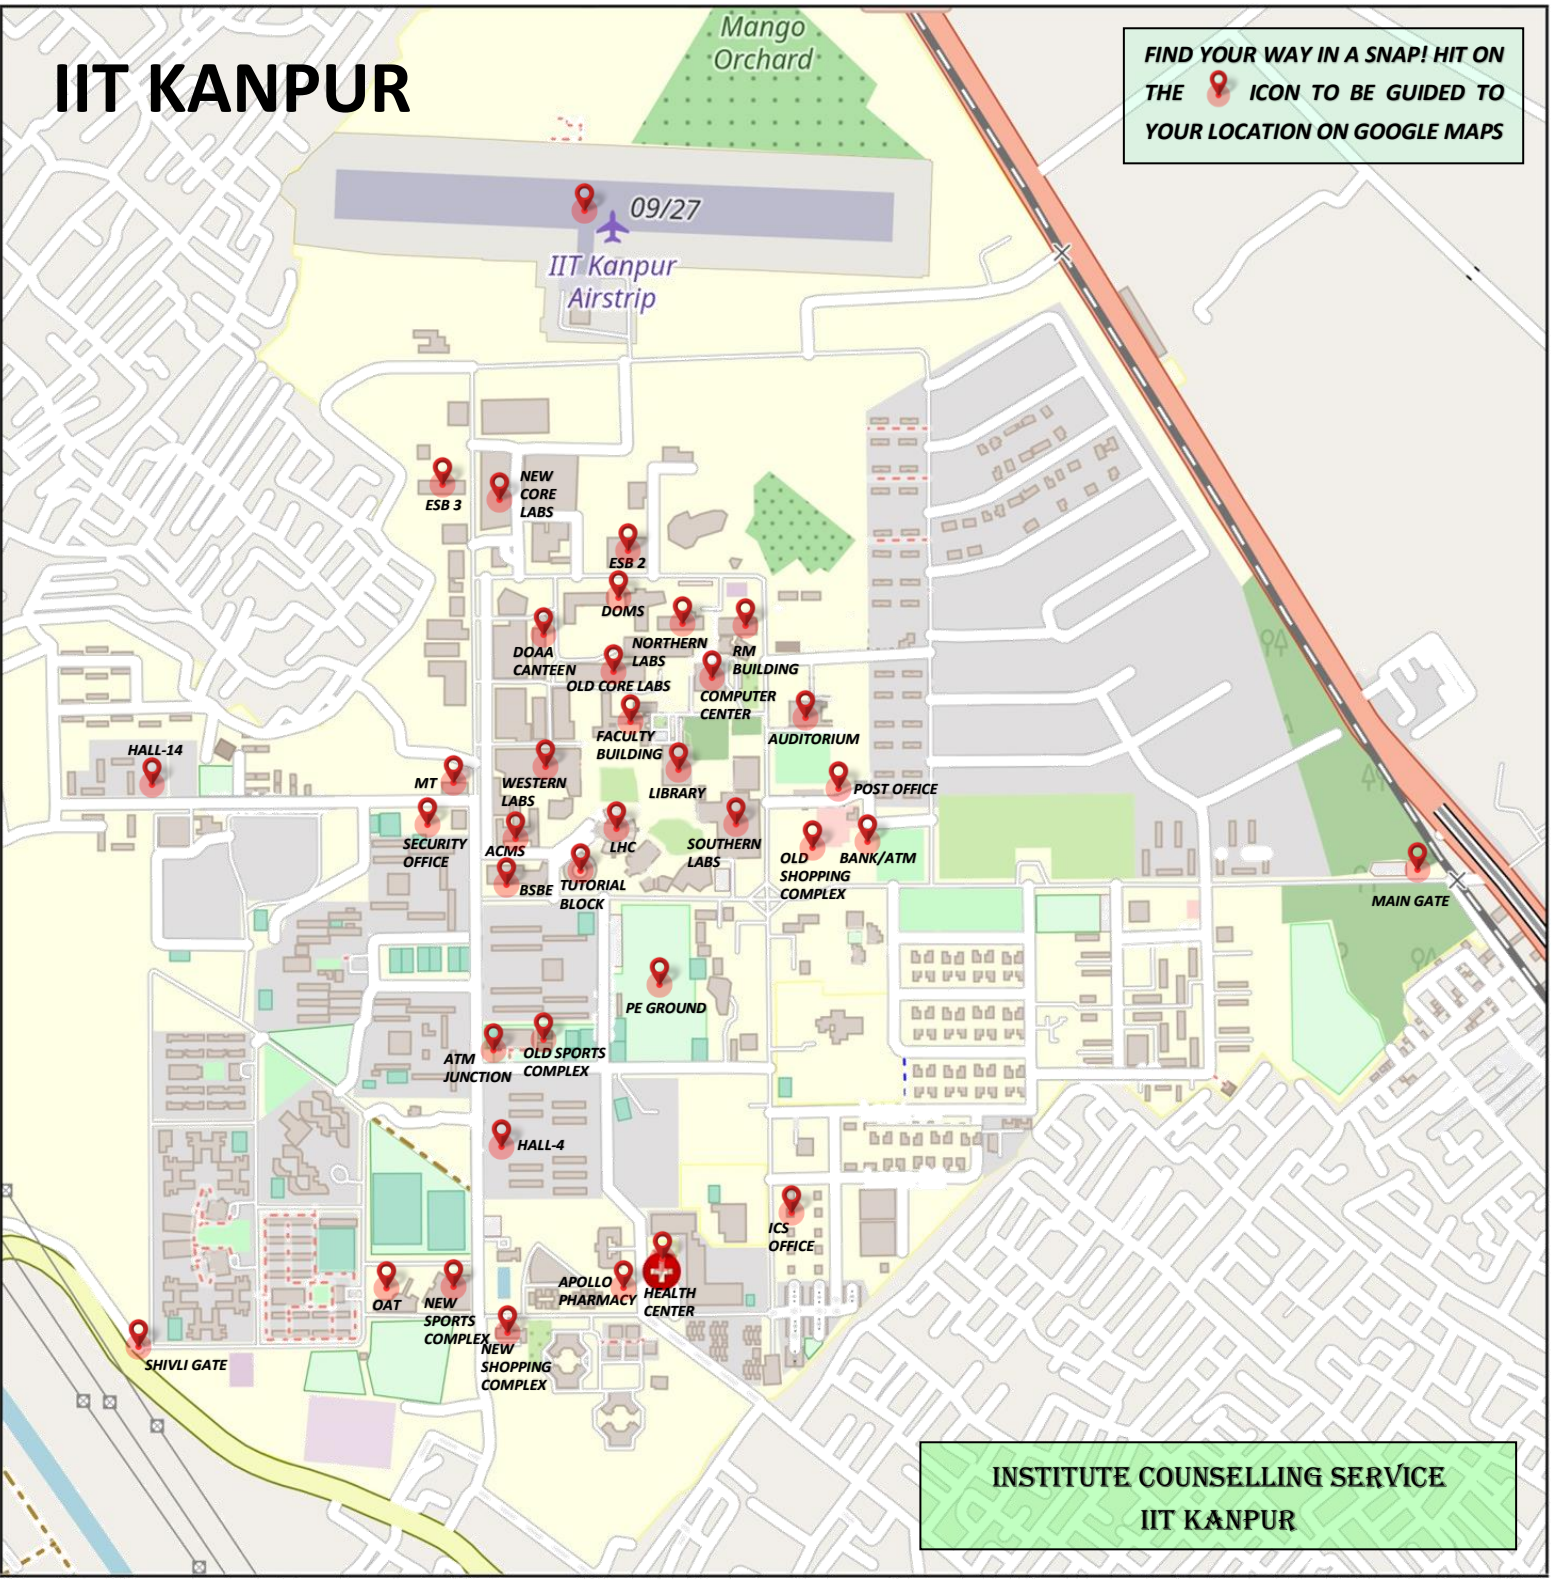 IIT KANPUR
Mango
Orchard
FIND YOUR WAY IN A SNAP! HIT ON
THE ICON TO BE GUIDED TO
YOUR LOCATION ON GOOGLE MAPS
09/27
IIT Kanpur
Airstrip
ESB 3
NEW
CORE
LABS
ESB 2
DOMS
DOAA
CANTEEN
NORTHERN
LABS
OLD CORE LABS
RM
BUILDING
COMPUTER
CENTER
FACULTY
BUILDING
AUDITORIUM
HALL-14
MT
WESTERN
LABS
LIBRARY
POST OFFICE
SECURITY
OFFICE
ACMS
LHC
SOUTHERN
LABS
OLD
SHOPPING
COMPLEX
BANK/ATM
BSBE
TUTORIAL
BLOCK
MAIN GATE
PE GROUND
ATM
JUNCTION
OLD SPORTS
COMPLEX
HALL-4
ICS
OFFICE
OAT
NEW
SPORTS
COMPLEX
APOLLO
PHARMACY
HEALTH
CENTER
NEW
SHOPPING
COMPLEX
SHIVLI GATE
INSTITUTE COUNSELLING SERVICE
IIT KANPUR